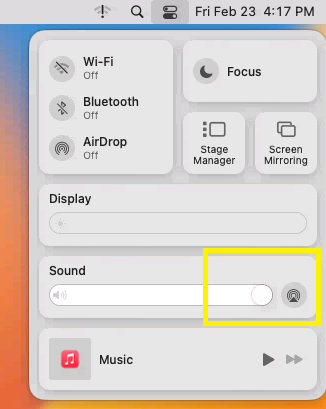 Fri Feb 23 4:17 PM
Wi-Fi
Off
Focus
Bluetooth
Off
AirDrop
Off
Stage
Manager
Screen
Mirroring
Display
Sound
Music